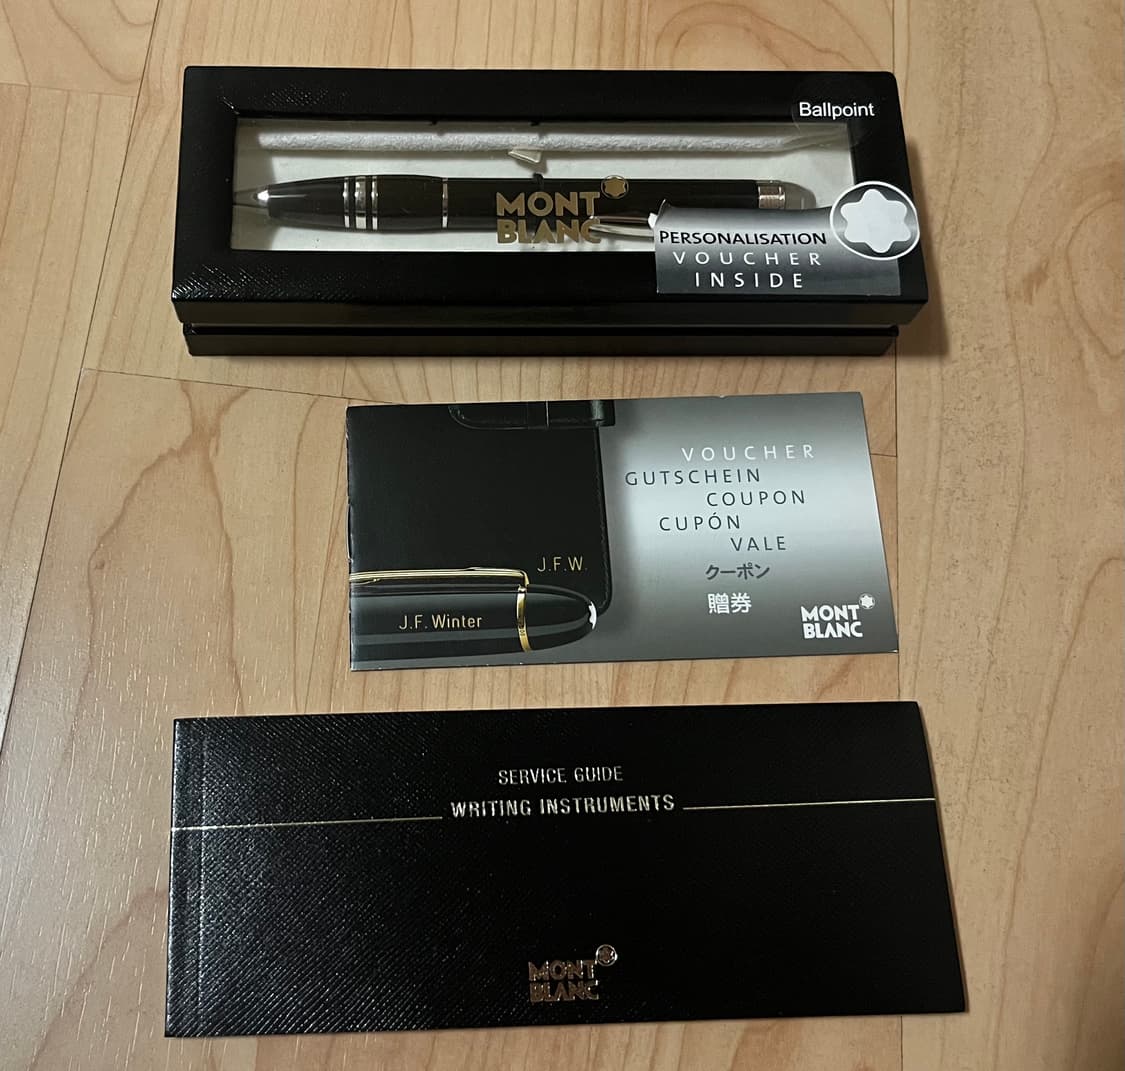 Ballpoint
MONT
BLANC
PERSONALISATION
VOUCHER
INSIDE
VOUCHER
GUTSCHEIN
COUPON
CUPÓN
VALE
クーポン
贈券
J.F.W.
J.F. Winter
MONT
BLANC
SERVICE GUIDE
WRITING INSTRUMENTS
MONT
BLANC